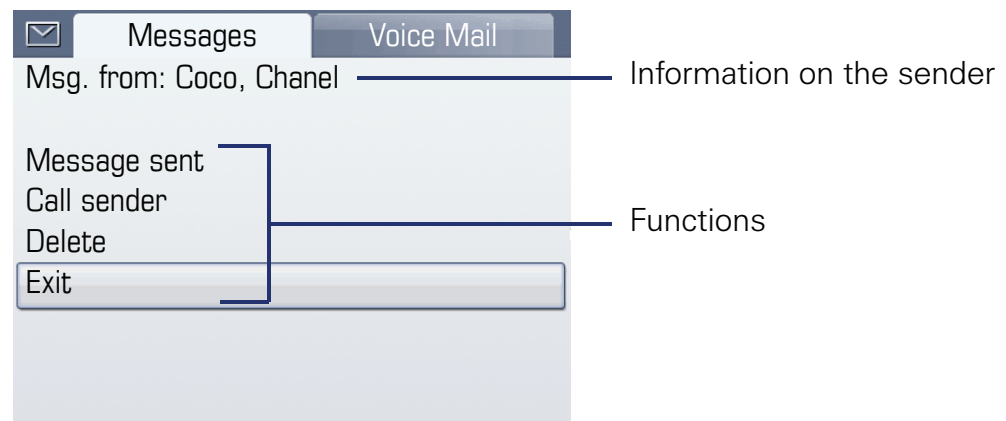 Messages Voice Mail
Msg. from: Coco, Chanel
Information on the sender
Message sent
Call sender
Functions
Delete
Exit